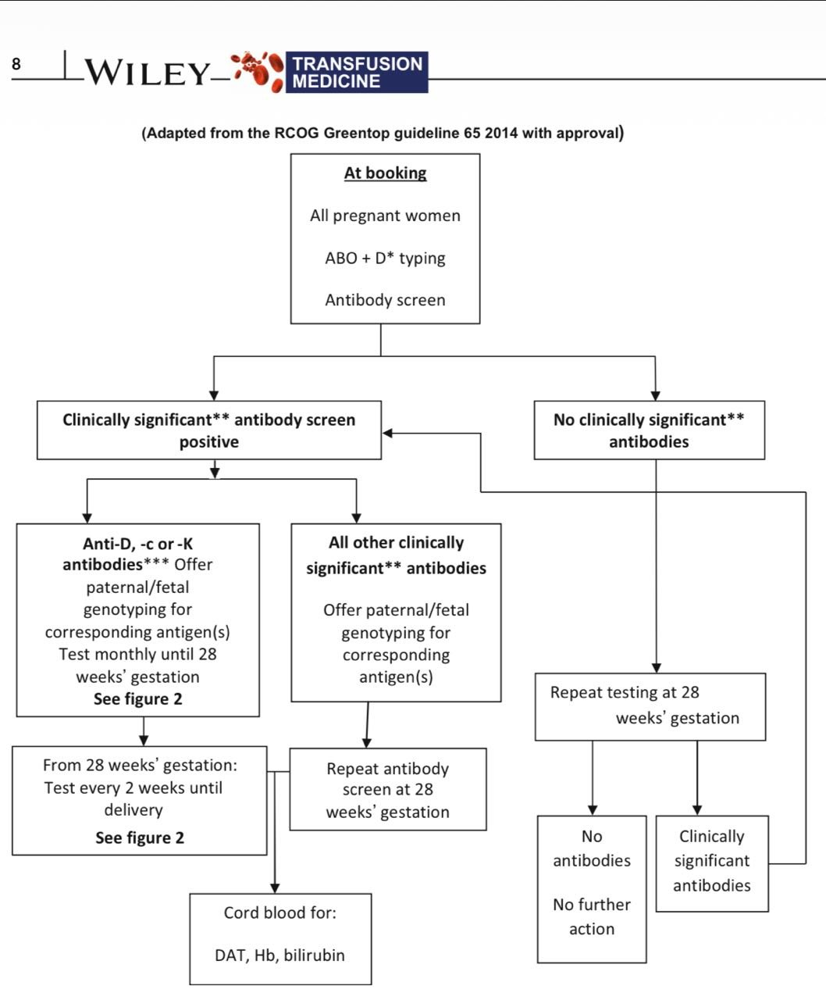 8
WILEY
TRANSFUSION
MEDICINE
(Adapted from the RCOG Greentop guideline 65 2014 with approval)
At booking
All pregnant women
ABO + D* typing
Antibody screen
Clinically significant** antibody screen
positive
No clinically significant**
antibodies
Anti-D, -c or -K
antibodies*** Offer
paternal/fetal
genotyping for
corresponding antigen(s)
Test monthly until 28
weeks’ gestation
See figure 2
All other clinically
significant** antibodies
Offer paternal/fetal
genotyping for
corresponding
antigen(s)
Repeat testing at 28
weeks’ gestation
From 28 weeks’ gestation:
Test every 2 weeks until
delivery
See figure 2
Repeat antibody
screen at 28
weeks’ gestation
No
antibodies
No further
action
Clinically
significant
antibodies
Cord blood for:
DAT, Hb, bilirubin